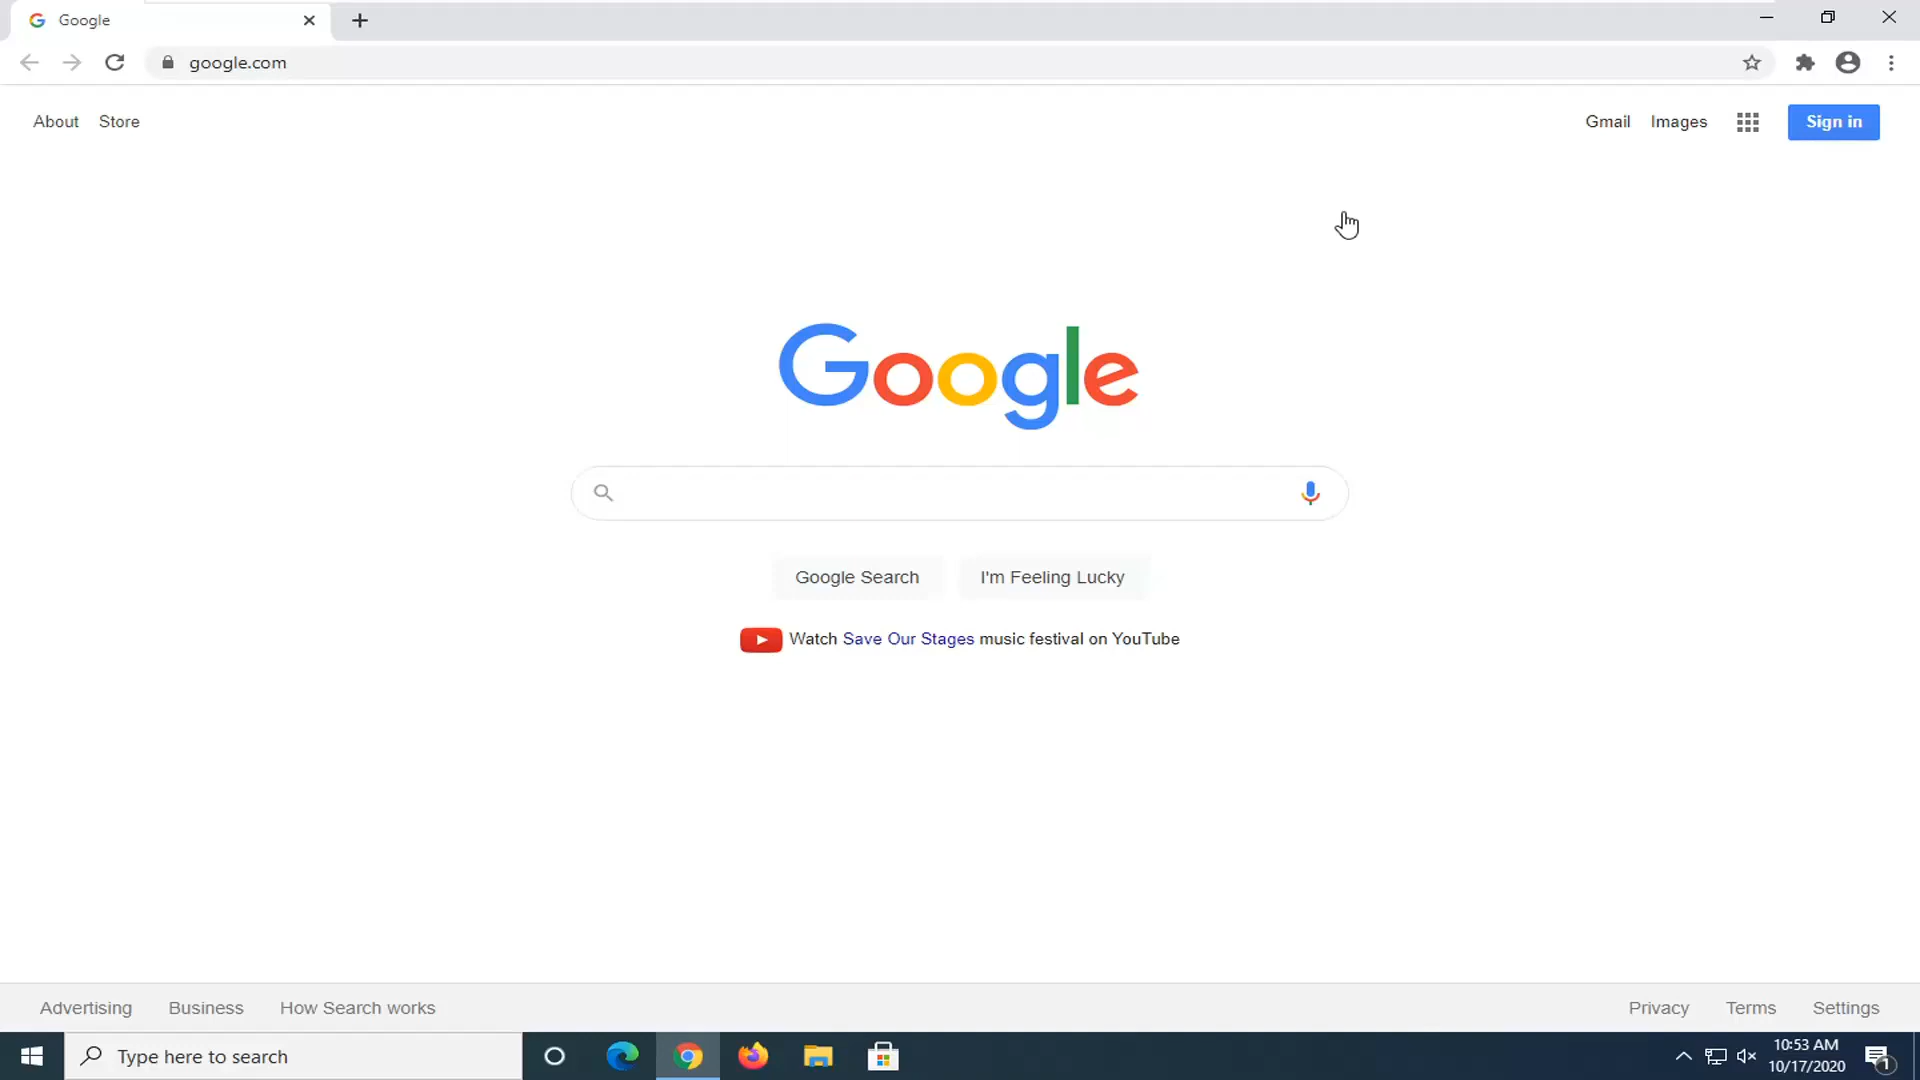 Google
google.com
About Store
Gmail Images Sign in
Google
Google Search I'm Feeling Lucky
Watch Save Our Stages music festival on YouTube
Advertising Business How Search works
Privacy Terms Settings
Type here to search
10:53 AM
10/17/2020
1